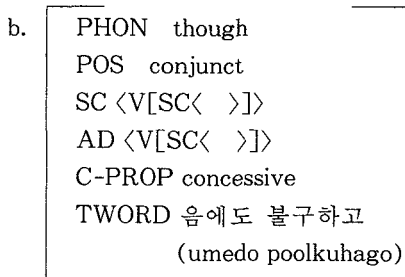 b. PHON though
POS conjunct
SC 〈V[SC〈 〉]〉
AD 〈V[SC〈 〉]〉
C-PROP concessive
TWORD 음에도 불구하고
(umedo poolkuhago)